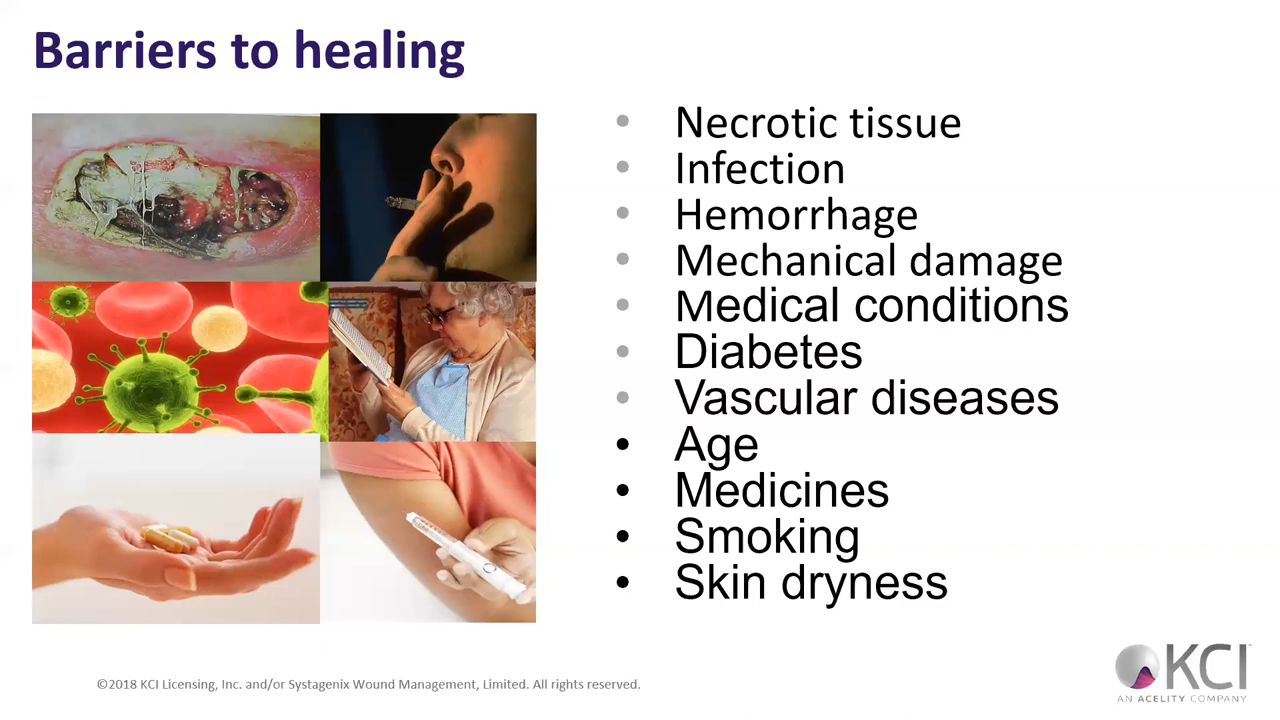 Barriers to healing
• Necrotic tissue
• Infection
• Hemorrhage
• Mechanical damage
• Medical conditions
• Diabetes
• Vascular diseases
• Age
• Medicines
• Smoking
• Skin dryness
©2018 KCI Licensing, Inc. and/or Systagenix Wound Management, Limited. All rights reserved.
KCI™
AN ACELITY COMPANY